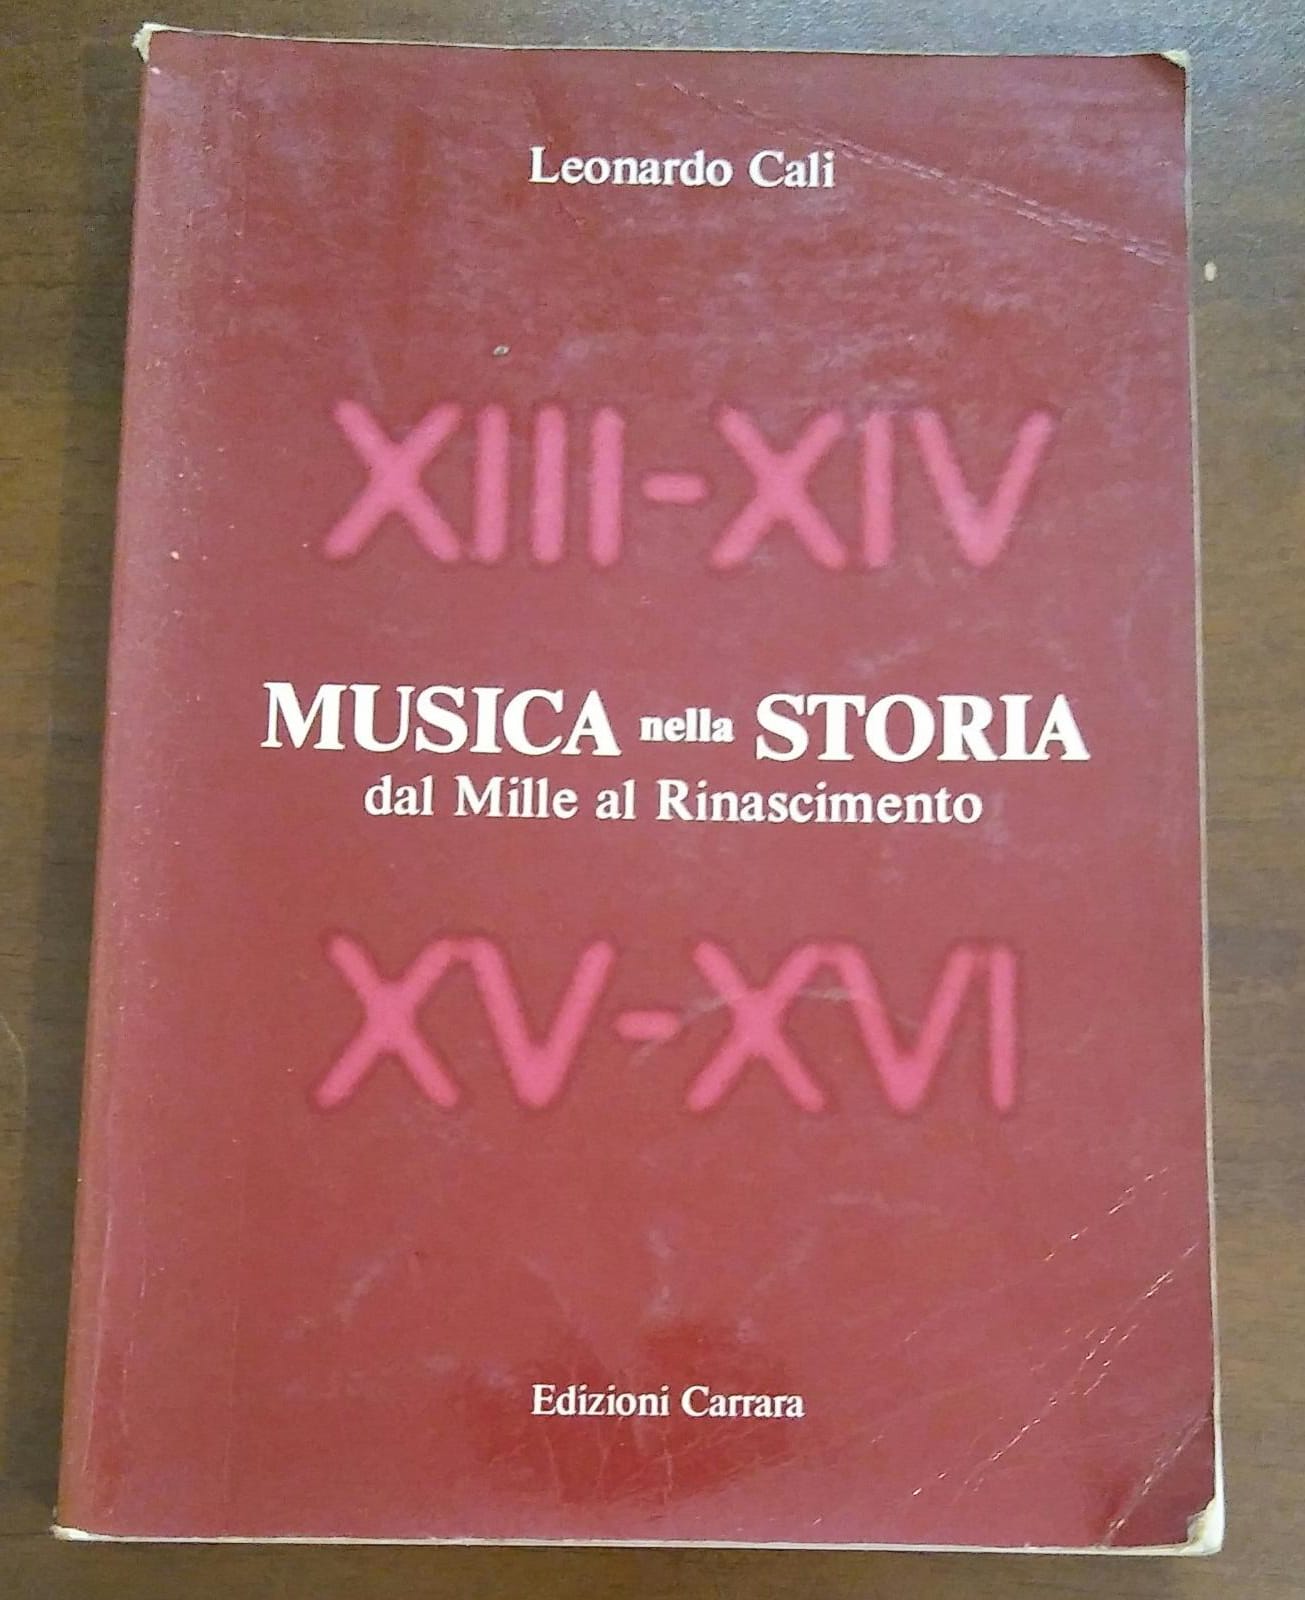 Leonardo Cali
XIII-XIV
MUSICA nella STORIA
dal Mille al Rinascimento
XV-XVI
Edizioni Carrara